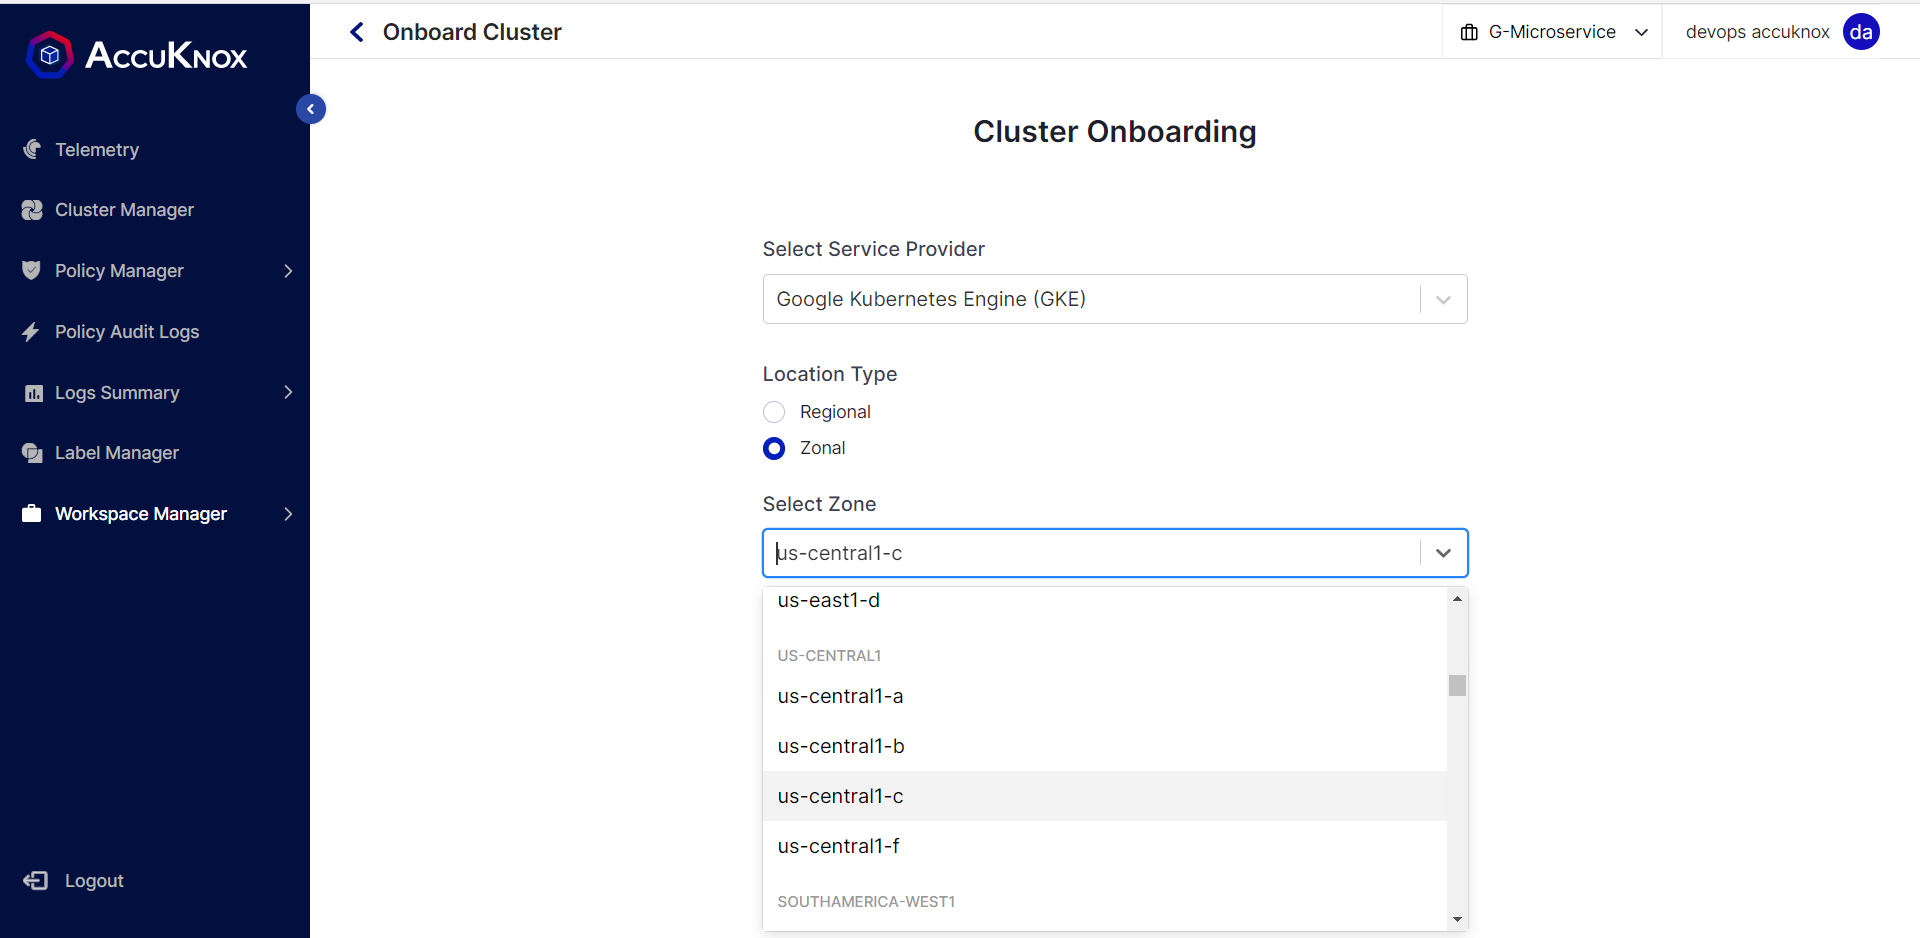 ACCUKNOX
Telemetry
Cluster Manager
Policy Manager
Policy Audit Logs
Logs Summary
Label Manager
Workspace Manager
Logout
Onboard Cluster
G-Microservice
devops accuknox
da
Cluster Onboarding
Select Service Provider
Google Kubernetes Engine (GKE)
Location Type
Regional
Zonal
Select Zone
us-central1-c
us-east1-d
US-CENTRAL1
us-central1-a
us-central1-b
us-central1-c
us-central1-f
SOUTHAMERICA-WEST1